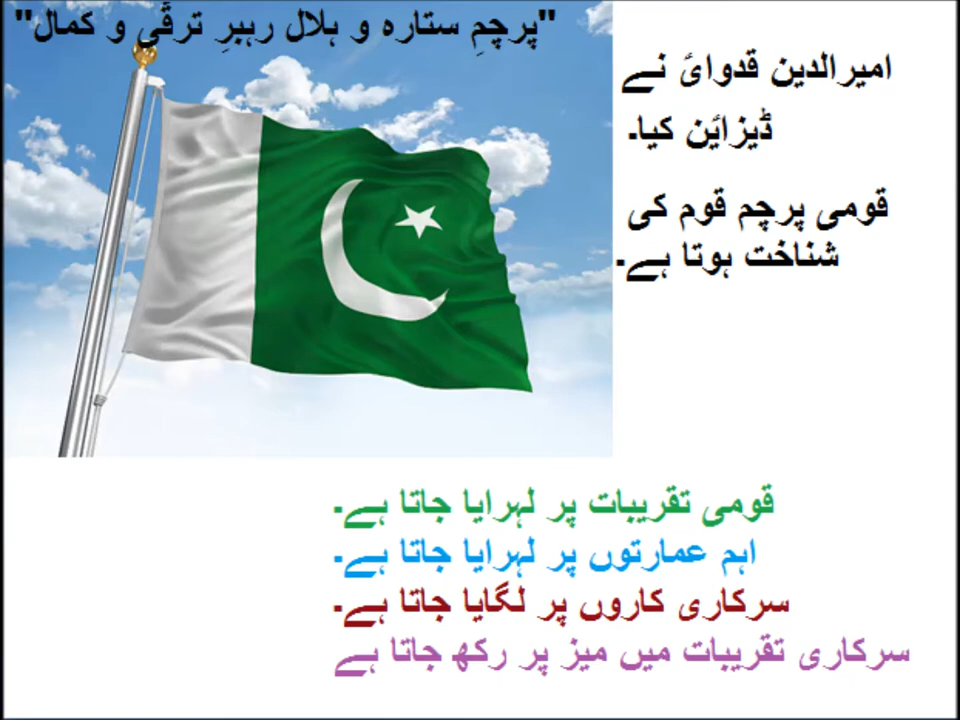 "پرچمِ ستارہ و ہلال رہبرِ ترقّی و کمال"
امیرالدین قدوائ نے
ڈیزائن کیا۔
قومی پرچم قوم کی
شناخت ہوتا ہے۔
قومی تقریبات پر لہرایا جاتا ہے۔
اہم عمارتوں پر لہرایا جاتا ہے۔
سرکاری کاروں پر لگایا جاتا ہے۔
سرکاری تقریبات میں میز پر رکھ جاتا ہے